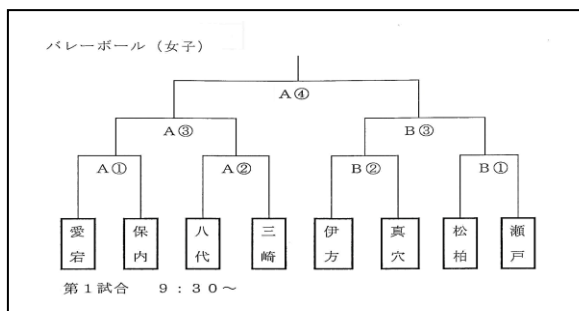 バレーボール（女子）
A④
A③ B③
A① A② B② B①
愛宕 保内 八代 三崎 伊方 真穴 松柏 瀬戸
第１試合 ９：３０～